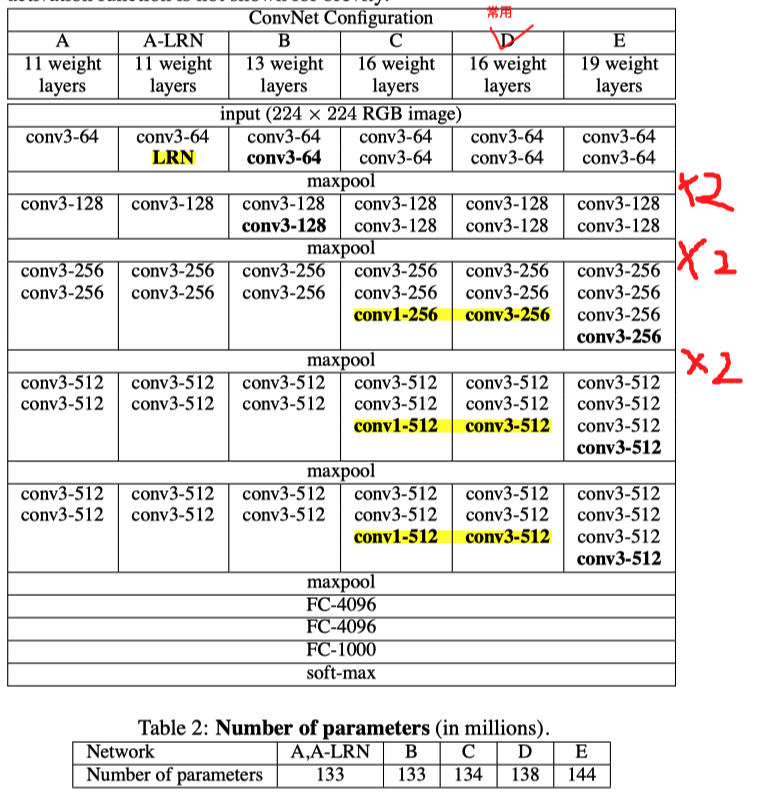 ConvNet Configuration
常用
A A-LRN B C D E
11 weight layers 11 weight layers 13 weight layers 16 weight layers 16 weight layers 19 weight layers
input (224 × 224 RGB image)
conv3-64 conv3-64 conv3-64 conv3-64 conv3-64 conv3-64
LRN conv3-64 conv3-64 conv3-64 conv3-64
maxpool
×2
conv3-128 conv3-128 conv3-128 conv3-128 conv3-128 conv3-128
conv3-128 conv3-128 conv3-128 conv3-128
maxpool
×2
conv3-256 conv3-256 conv3-256 conv3-256 conv3-256 conv3-256
conv3-256 conv3-256 conv3-256 conv3-256 conv3-256 conv3-256
conv1-256 conv3-256 conv3-256
conv3-256
maxpool
×2
conv3-512 conv3-512 conv3-512 conv3-512 conv3-512 conv3-512
conv3-512 conv3-512 conv3-512 conv3-512 conv3-512 conv3-512
conv1-512 conv3-512 conv3-512
conv3-512
maxpool
conv3-512 conv3-512 conv3-512 conv3-512 conv3-512 conv3-512
conv3-512 conv3-512 conv3-512 conv3-512 conv3-512 conv3-512
conv1-512 conv3-512 conv3-512
conv3-512
maxpool
FC-4096
FC-4096
FC-1000
soft-max
Table 2: Number of parameters (in millions).
Network A,A-LRN B C D E
Number of parameters 133 133 134 138 144